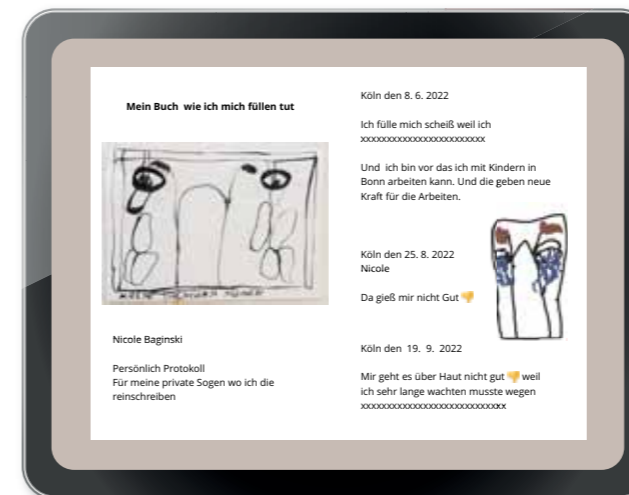 Mein Buch wie ich mich füllen tut
Nicole Baginski
Persönlich Protokoll
Für meine private Sogen wo ich die
reinschreiben
Köln den 8. 6. 2022
Ich fülle mich scheiß weil ich
xxxxxxxxxxxxxxxxxxxxxxxx
Und ich bin vor das ich mit Kindern in
Bonn arbeiten kann. Und die geben neue
Kraft für die Arbeiten.
Köln den 25. 8. 2022
Nicole
Da gieß mir nicht Gut 👎
Köln den 19. 9. 2022
Mir geht es über Haut nicht gut 👎 weil
ich sehr lange wachten musste wegen
xxxxxxxxxxxxxxxxxxxxxxxxxxxx